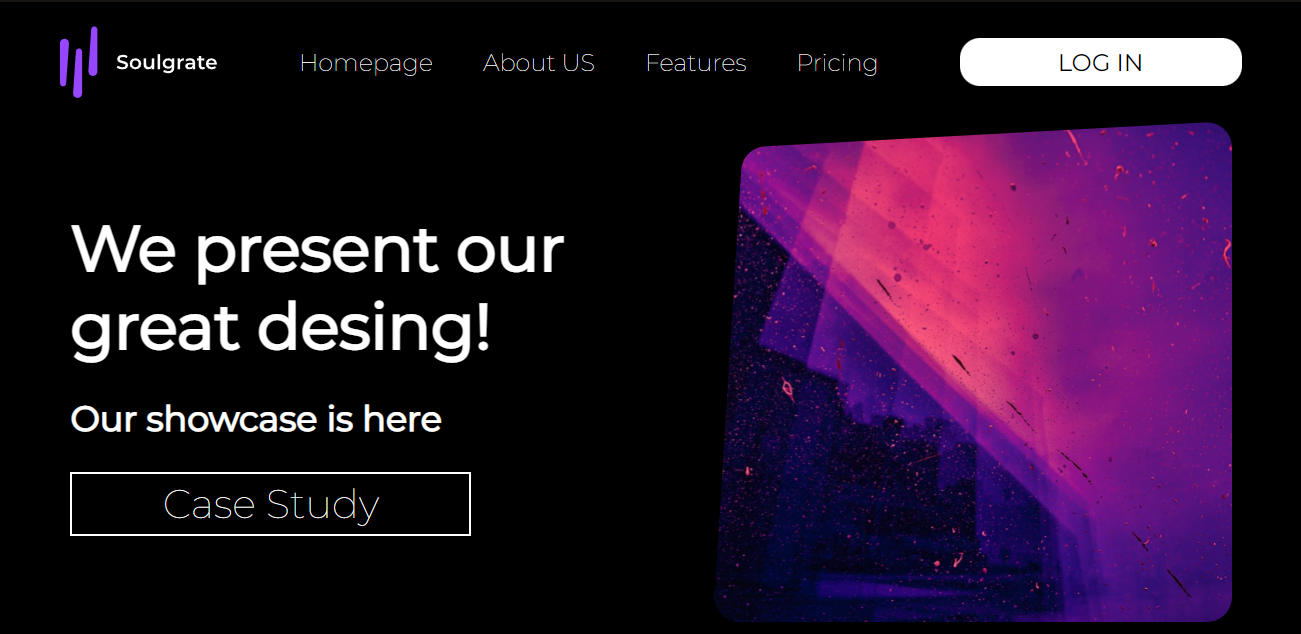 Soulgrate
Homepage
About US
Features
Pricing
LOG IN
We present our
great desing!
Our showcase is here
Case Study